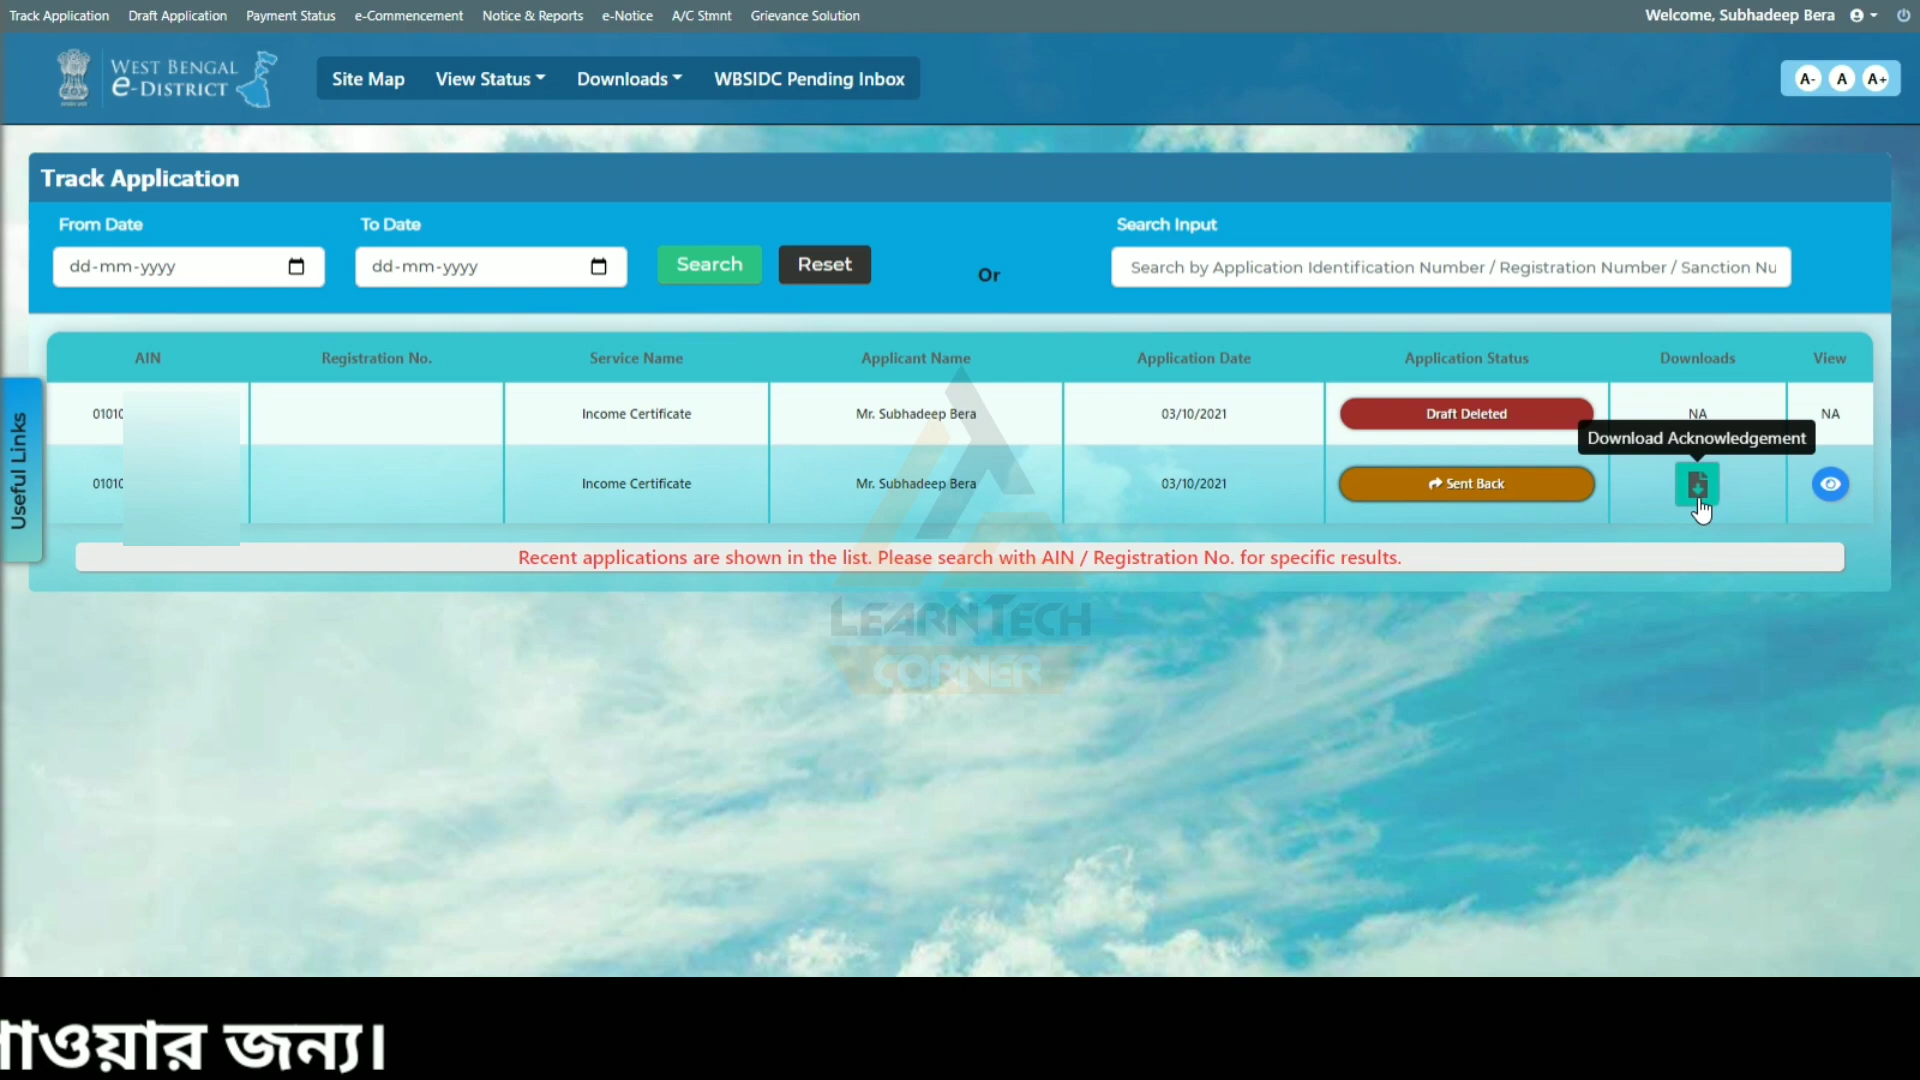 Track Application Draft Application Payment Status e-Commencement Notice & Reports e-Notice A/C Stmnt Grievance Solution Welcome, Subhadeep Bera
WEST BENGAL
e-DISTRICT
Site Map View Status Downloads WBSIDC Pending Inbox A- A A+
Track Application
From Date To Date Search Input
dd-mm-yyyy dd-mm-yyyy Search Reset Or Search by Application Identification Number / Registration Number / Sanction Nu
AIN Registration No. Service Name Applicant Name Application Date Application Status Downloads View
0101 Income Certificate Mr. Subhadeep Bera 03/10/2021 Draft Deleted NA NA
Download Acknowledgement
0101 Income Certificate Mr. Subhadeep Bera 03/10/2021 Sent Back
Useful Links
Recent applications are shown in the list. Please search with AIN / Registration No. for specific results.
LEARNTECH
CORNER
জন্য।